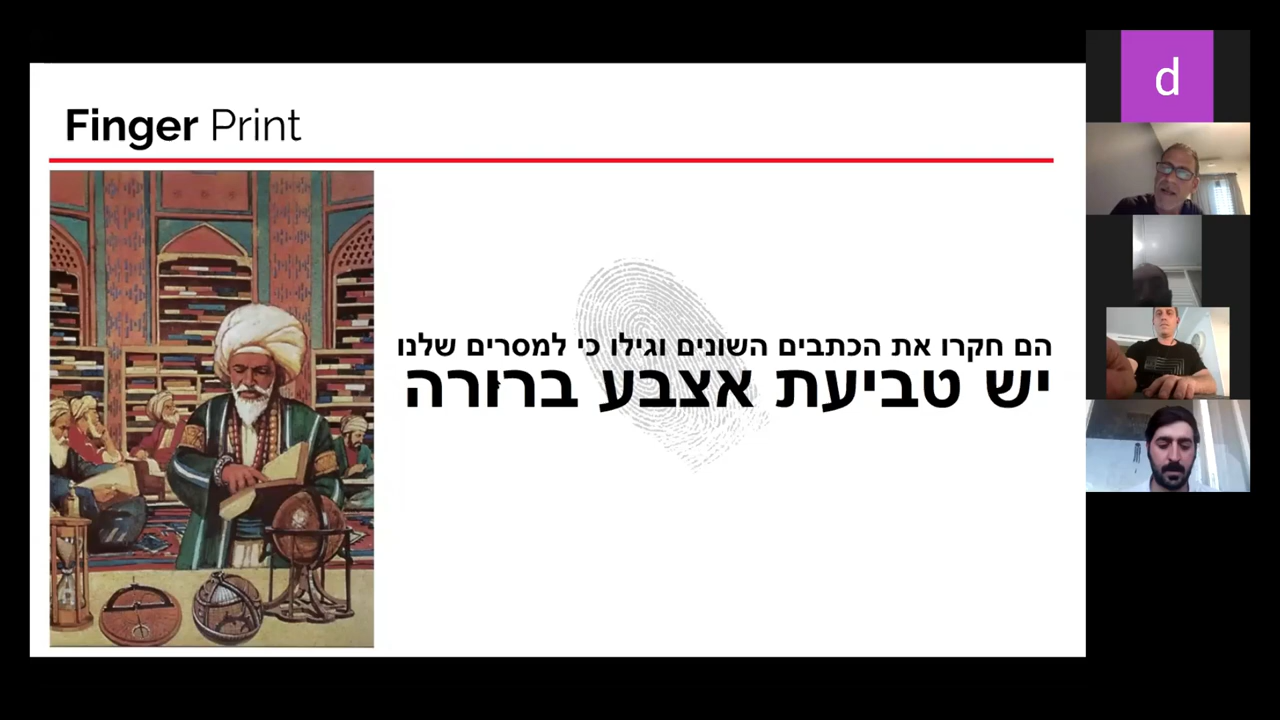 Finger Print
הם חקרו את הכתבים השונים וגילו כי למסרים שלנו
יש טביעת אצבע ברורה
d